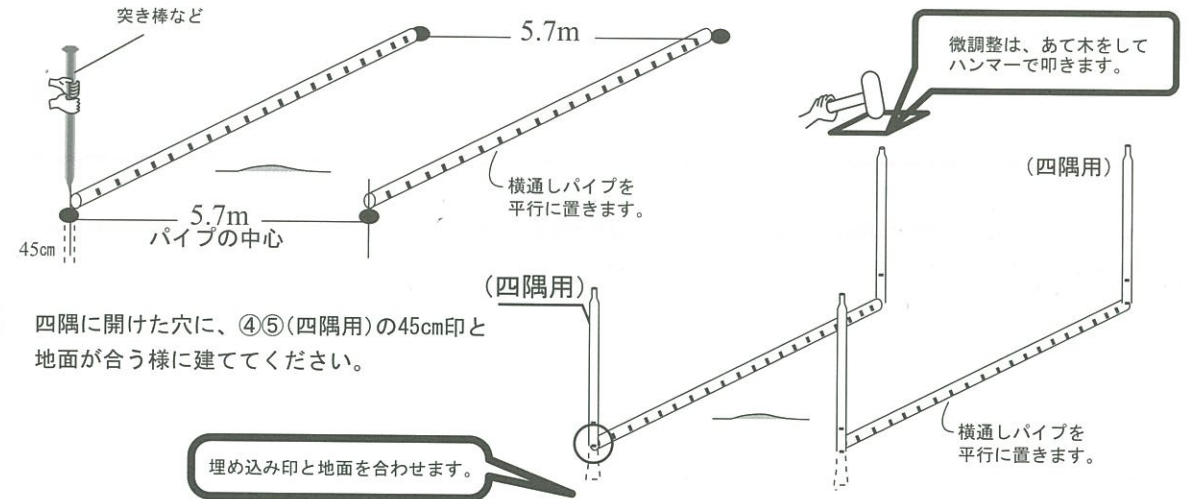 突き棒など
5.7m
微調整は、あて木をして
ハンマーで叩きます。
(四隅用)
横通しパイプを
平行に置きます。
5.7m
パイプの中心
45㎝
(四隅用)
四隅に開けた穴に、④⑤(四隅用)の45cm印と
地面が合う様に建ててください。
横通しパイプを
平行に置きます。
埋め込み印と地面を合わせます。